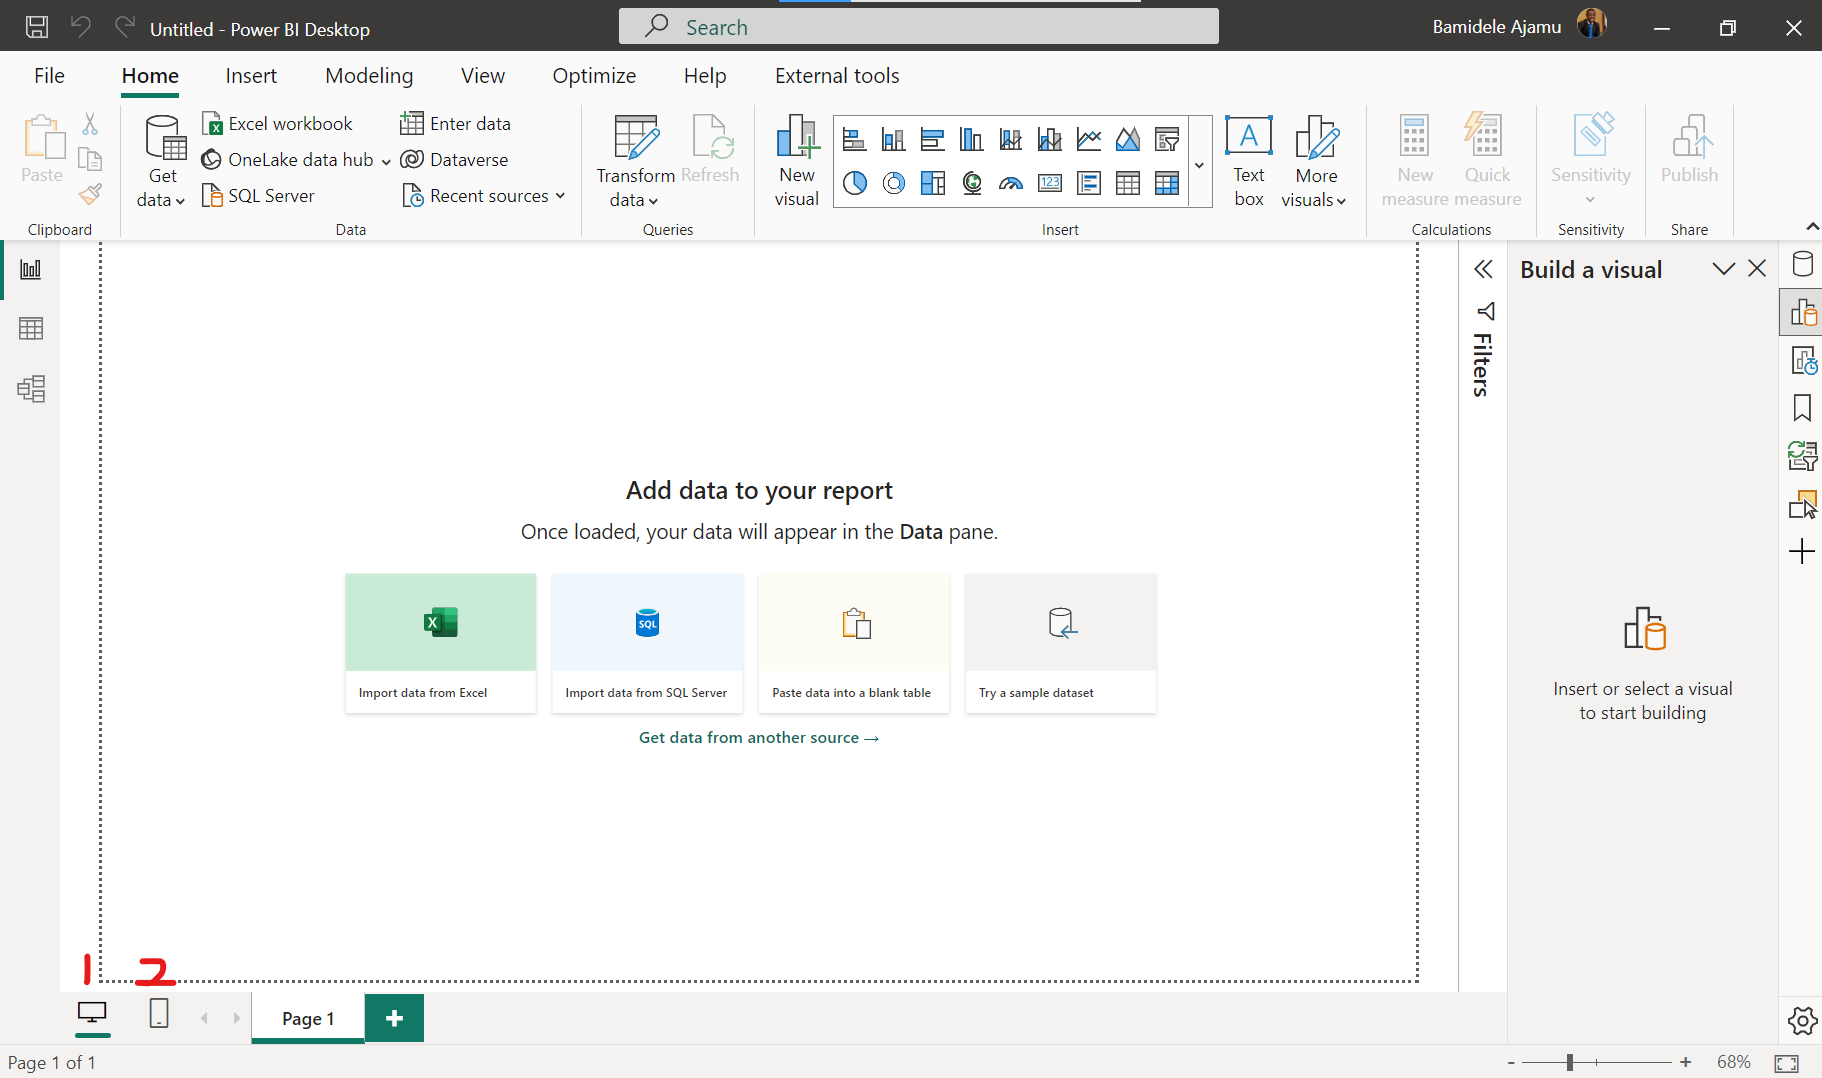 Untitled - Power BI Desktop
Search
Bamidele Ajamu
File Home Insert Modeling View Optimize Help External tools
Paste
Clipboard
Get data
Excel workbook
OneLake data hub
SQL Server
Enter data
Dataverse
Recent sources
Data
Transform data
Refresh
Queries
New visual
123
A
Text box
More visuals
Insert
New measure
Quick measure
Calculations
Sensitivity
Sensitivity
Publish
Share
Filters
Build a visual
Insert or select a visual
to start building
Add data to your report
Once loaded, your data will appear in the Data pane.
X
SQL
Import data from Excel
Import data from SQL Server
Paste data into a blank table
Try a sample dataset
Get data from another source →
1 2
Page 1
+
Page 1 of 1
- + 68%